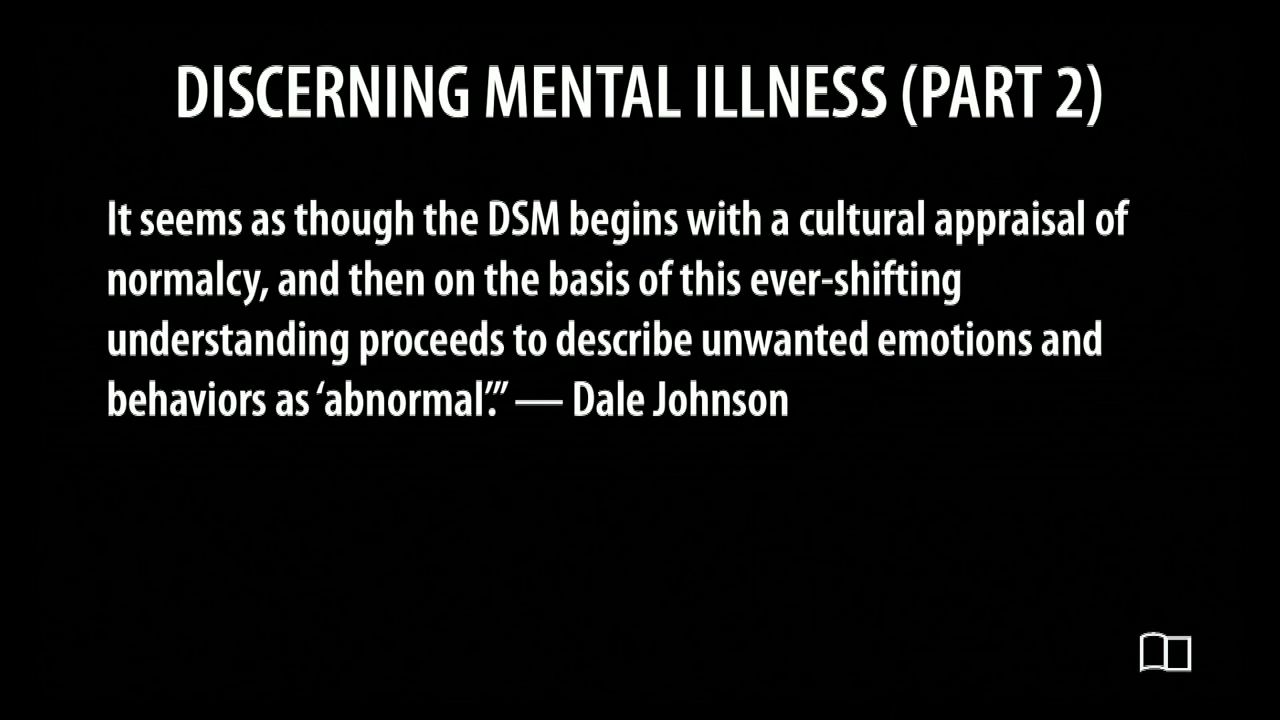 DISCERNING MENTAL ILLNESS (PART 2)
It seems as though the DSM begins with a cultural appraisal of
normalcy, and then on the basis of this ever-shifting
understanding proceeds to describe unwanted emotions and
behaviors as ‘abnormal’.” — Dale Johnson